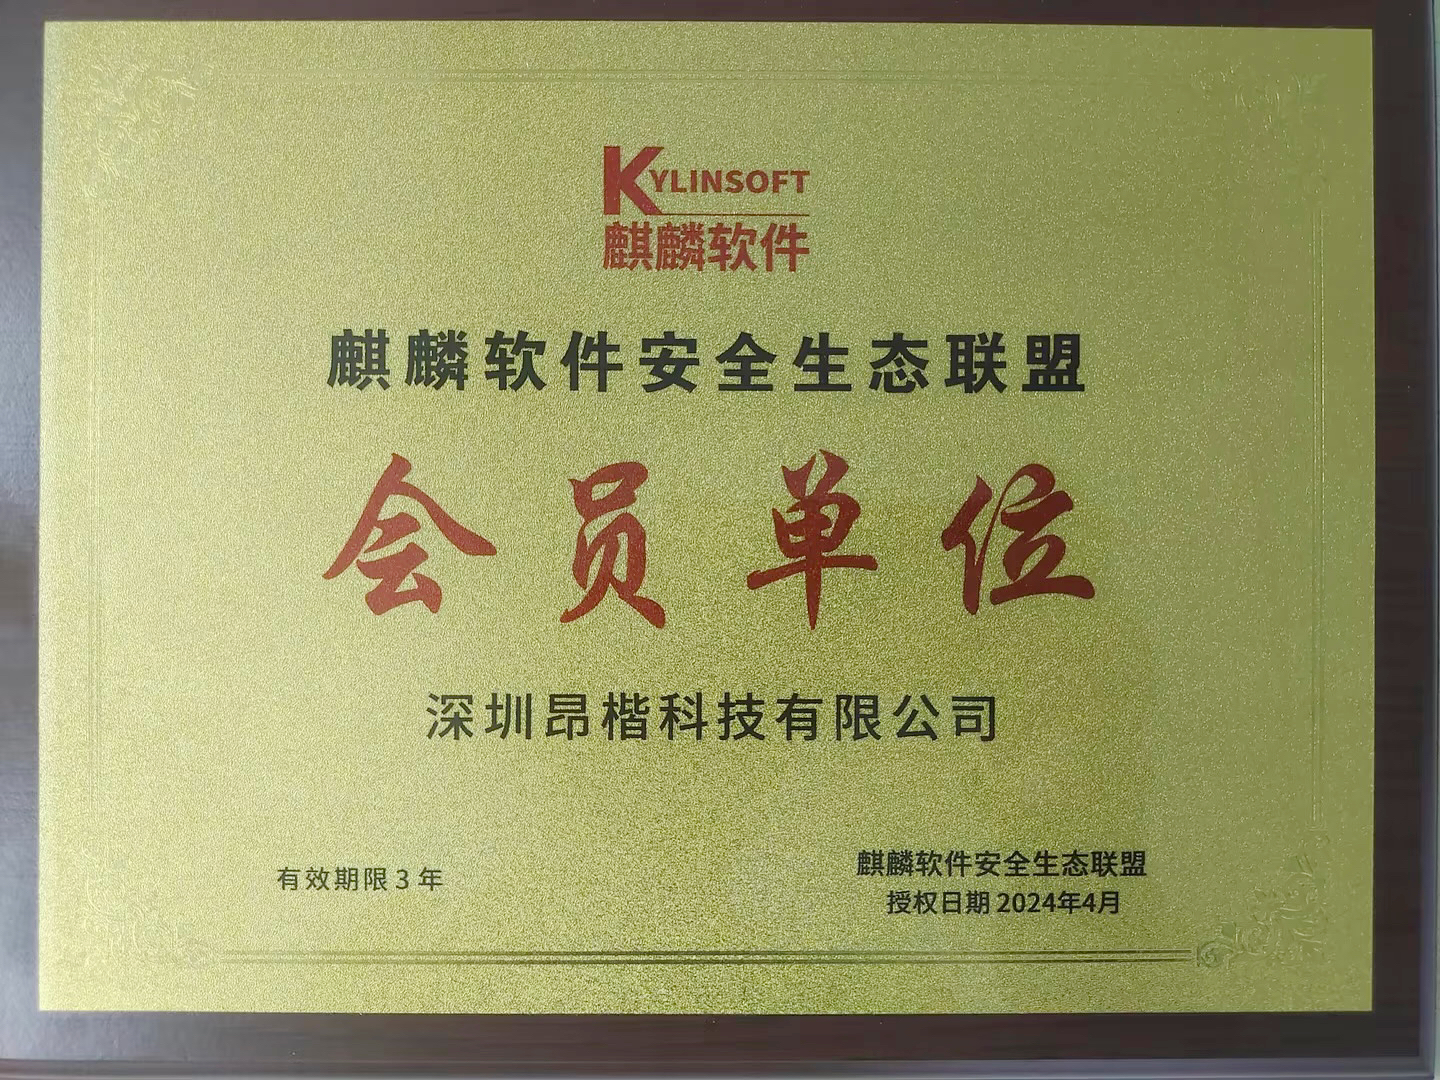 KYLINSOFT
麒麟软件
麒麟软件安全生态联盟
会员单位
深圳昂楷科技有限公司
有效期限3年
麒麟软件安全生态联盟
授权日期 2024年4月